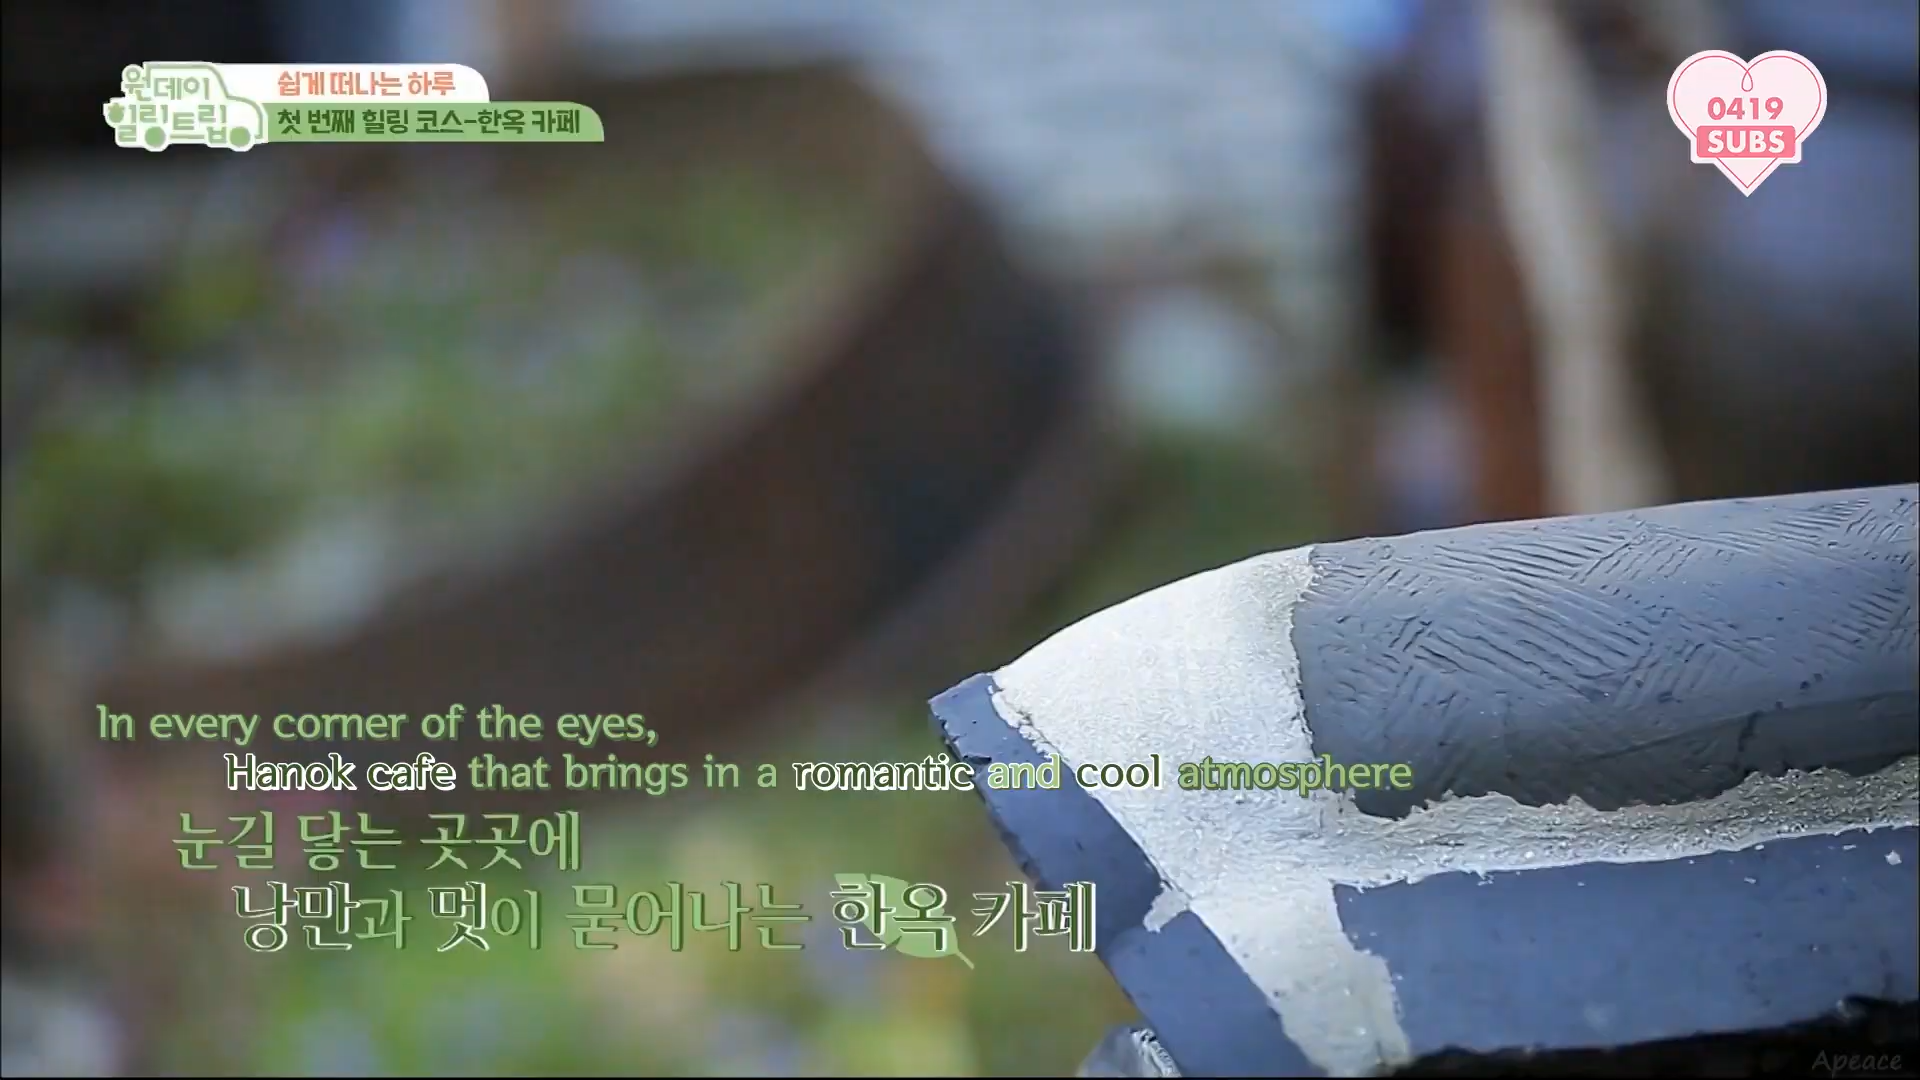 원데이
힐링트립
쉽게 떠나는 하루
첫 번째 힐링 코스-한옥 카페
0419
SUBS
In every corner of the eyes,
Hanok cafe that brings in a romantic and cool atmosphere
눈길 닿는 곳곳에
낭만과 멋이 묻어나는 한옥 카페
Apeace